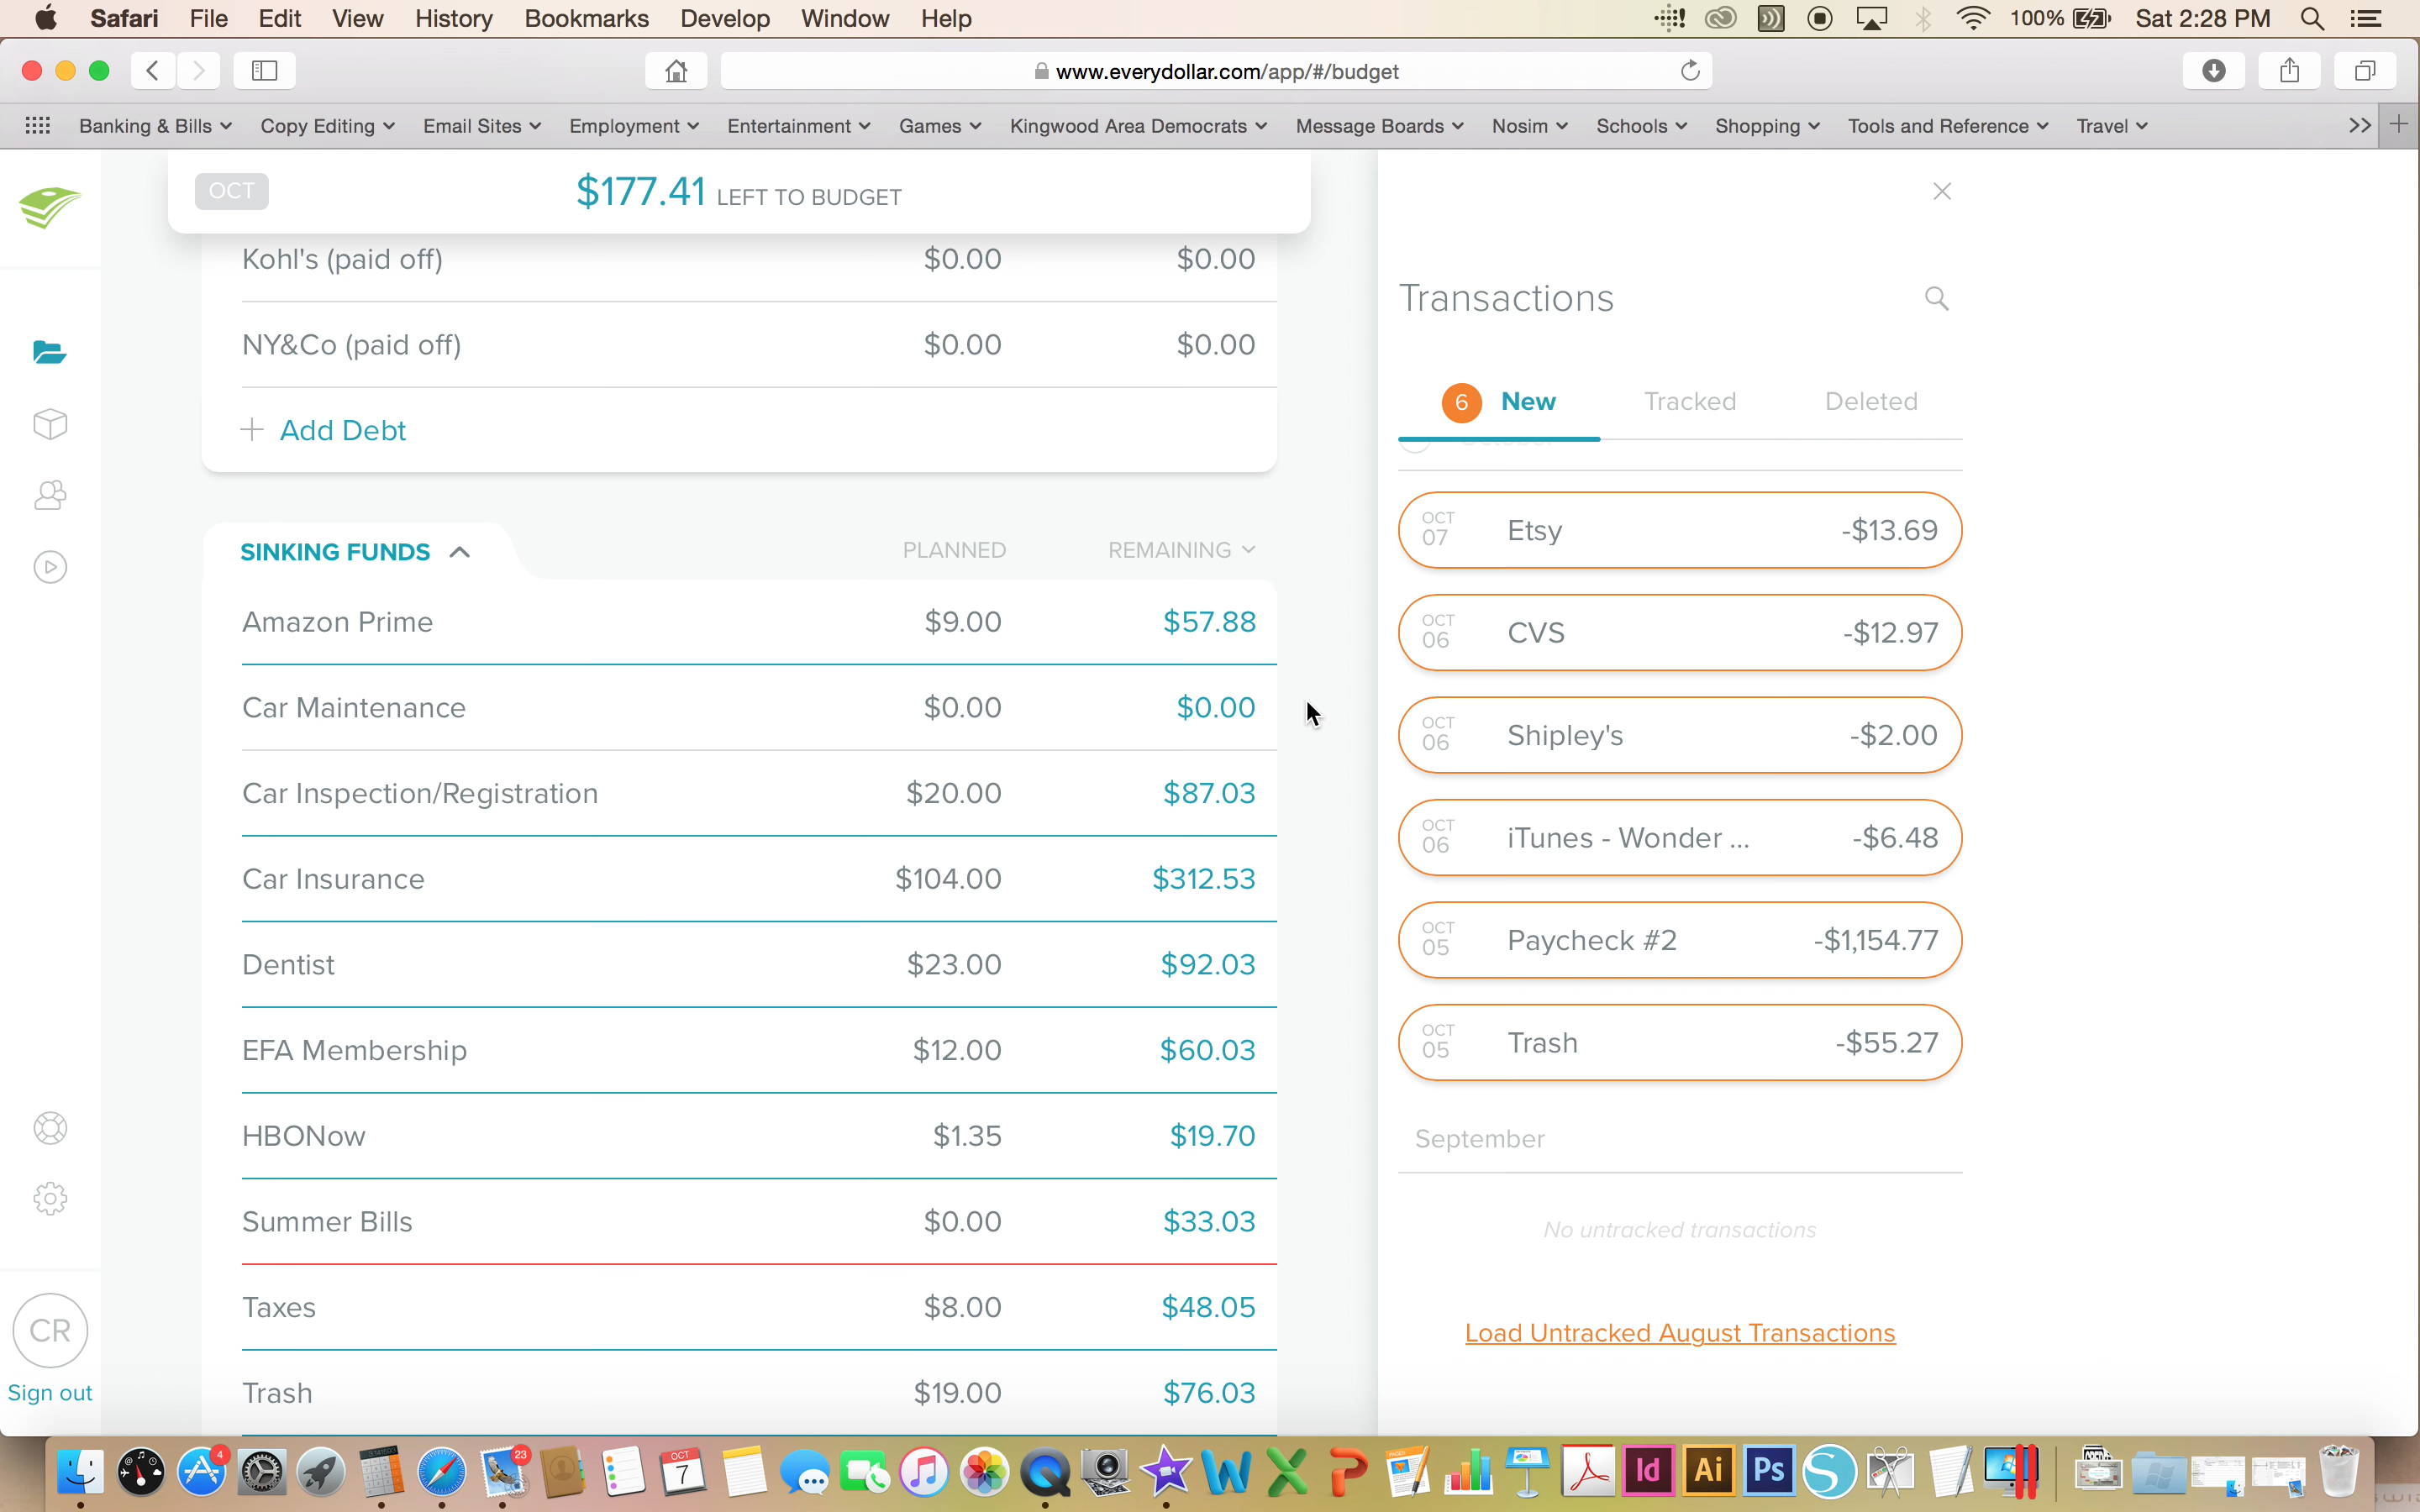 Safari File Edit View History Bookmarks Develop Window Help 100% Sat 2:28 PM
www.everydollar.com/app/#/budget
Banking & Bills Copy Editing Email Sites Employment Entertainment Games Kingwood Area Democrats Message Boards Nosim Schools Shopping Tools and Reference Travel
OCT $177.41 LEFT TO BUDGET
Kohl's (paid off) $0.00 $0.00
NY&Co (paid off) $0.00 $0.00
+ Add Debt
SINKING FUNDS PLANNED REMAINING
Amazon Prime $9.00 $57.88
Car Maintenance $0.00 $0.00
Car Inspection/Registration $20.00 $87.03
Car Insurance $104.00 $312.53
Dentist $23.00 $92.03
EFA Membership $12.00 $60.03
HBONow $1.35 $19.70
Summer Bills $0.00 $33.03
Taxes $8.00 $48.05
Trash $19.00 $76.03
CR
Sign out
Transactions
6 New Tracked Deleted
OCT 07 Etsy -$13.69
OCT 06 CVS -$12.97
OCT 06 Shipley's -$2.00
OCT 06 iTunes - Wonder ... -$6.48
OCT 05 Paycheck #2 -$1,154.77
OCT 05 Trash -$55.27
September
No untracked transactions
Load Untracked August Transactions
4 23 OCT 7 Id Ai Ps